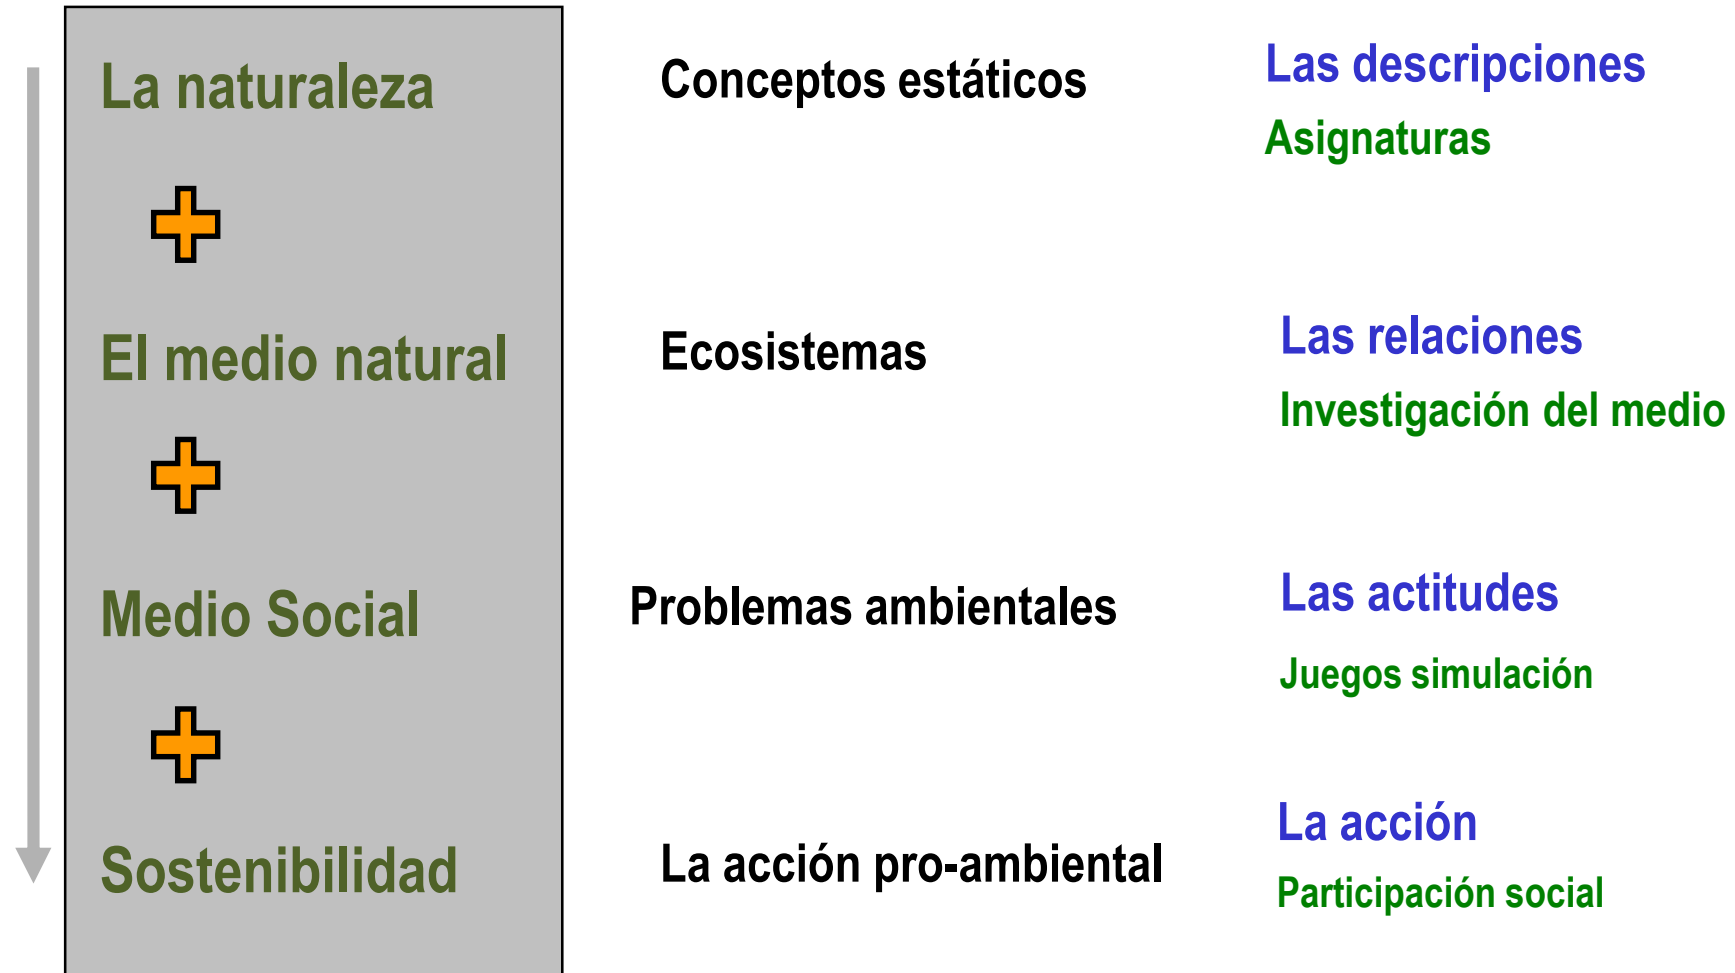 La naturaleza
Conceptos estáticos
Las descripciones
Asignaturas
El medio natural
Ecosistemas
Las relaciones
Investigación del medio
Medio Social
Problemas ambientales
Las actitudes
Juegos simulación
Sostenibilidad
La acción pro-ambiental
La acción
Participación social